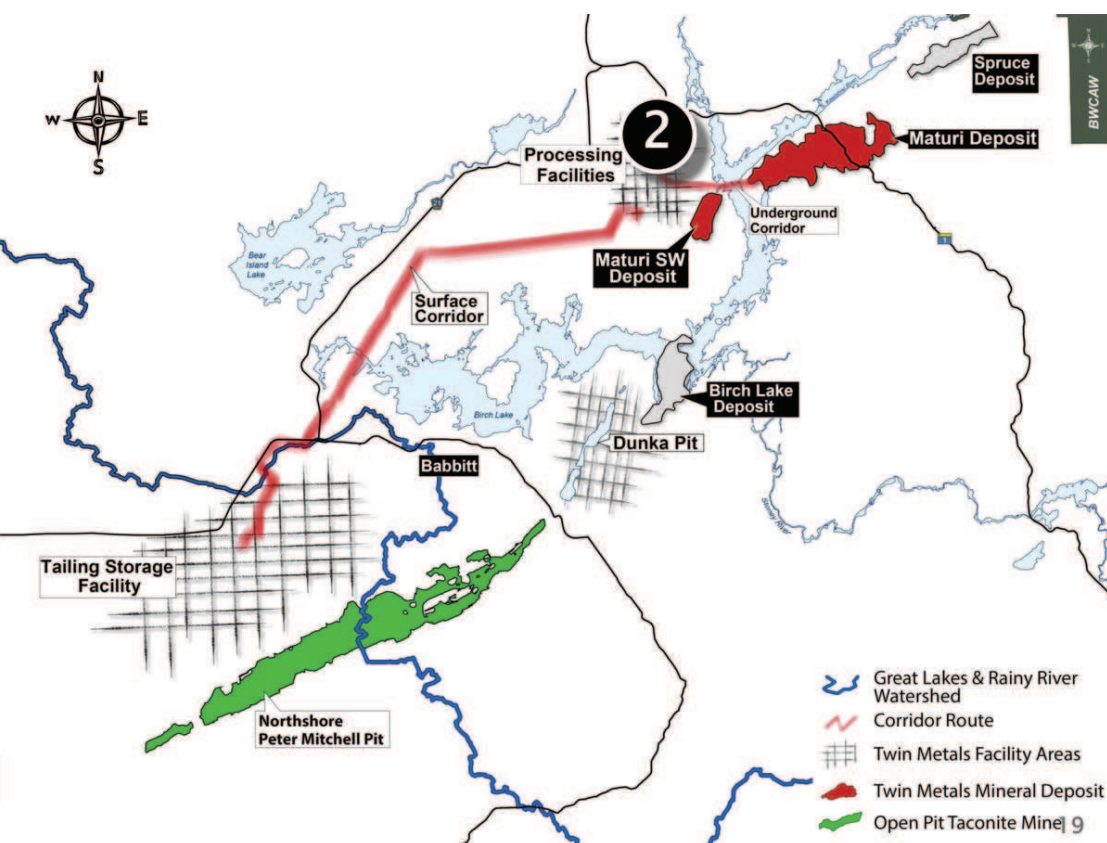 N
W
E
S
BWCAW
Spruce
Deposit
2
Maturi Deposit
Processing
Facilities
Underground
Corridor
Maturi SW
Deposit
Bear
Island
Lake
Surface
Corridor
1
Birch Lake
Deposit
Birch Lake
Dunka Pit
Babbitt
Tailing Storage
Facility
Northshore
Peter Mitchell Pit
Great Lakes & Rainy River
Watershed
Corridor Route
Twin Metals Facility Areas
Twin Metals Mineral Deposit
Open Pit Taconite Mine
19